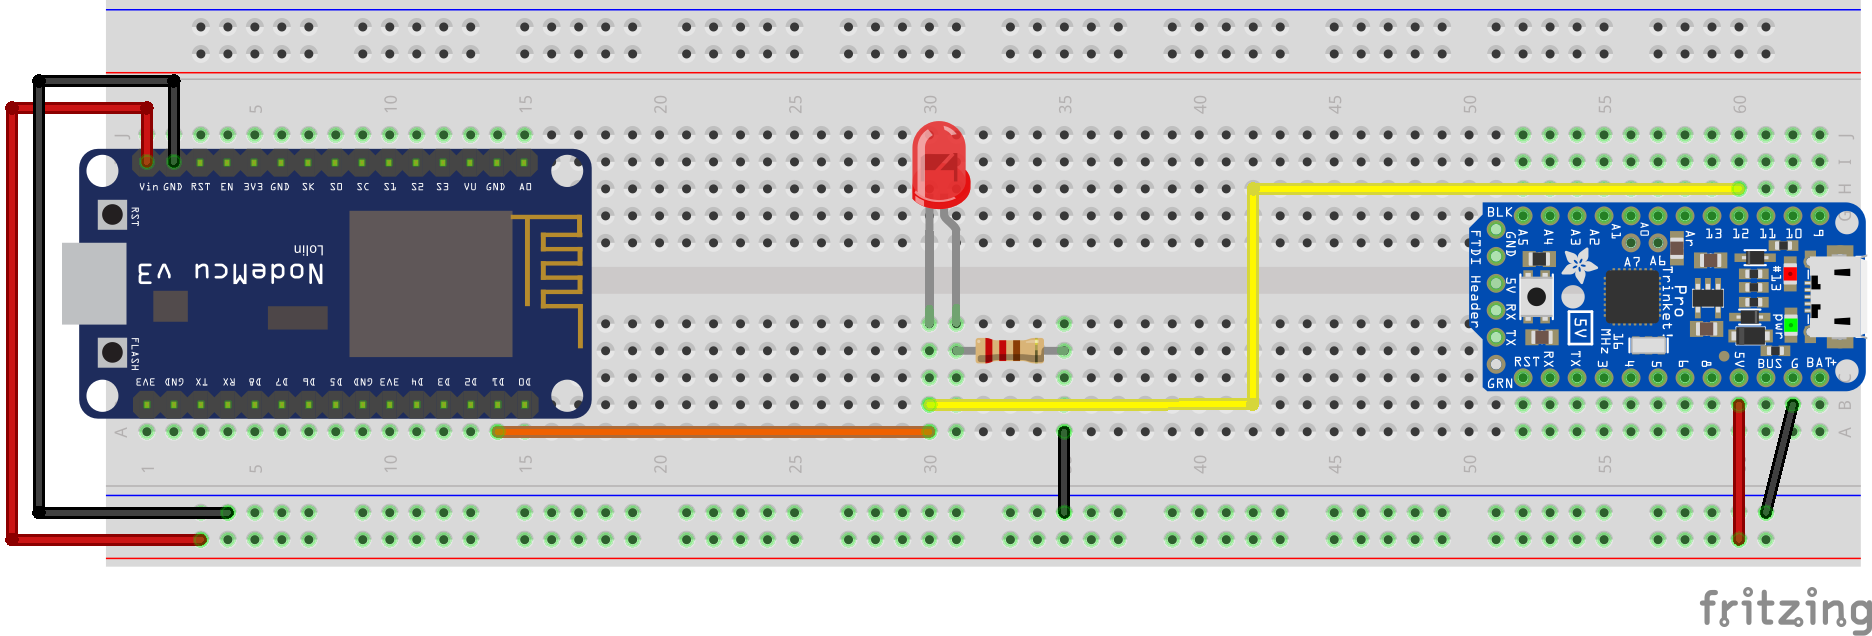 5 10 15 20 25 30 35 40 45 50 55 60
J J
I
H
G
Vin GND RST EN 3V3 GND SK SO SC S1 S2 S3 VU GND AO
RST
Lolin
NodeMcu v3
FLASH
3V3 GND TX RX D8 D7 D6 D5 GND 3V3 D4 D3 D2 D1 D0
BLK A5 A4 A3 A2 A1 A0 Ar 13 12 11 10 9
A7 A6
GND
5V
RX
TX
FTDI Header
GRN
5V
16 MHz
Trinket!
Pro
#13
pwr
RST RX TX 3 4 5 6 8 5V BUS G BAT+
C
B
A A
1 5 10 15 20 25 30 35 40 45 50 55
fritzing